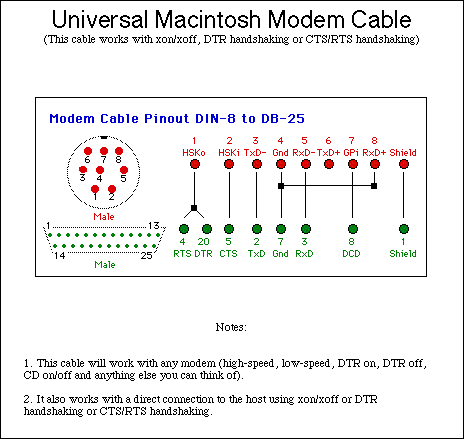 Universal Macintosh Modem Cable
(This cable works with xon/xoff, DTR handshaking or CTS/RTS handshaking)
Modem Cable Pinout DIN-8 to DB-25
1 2 3 4 5 6 7 8
HSKo HSKi TxD- Gnd RxD- TxD+ GPi RxD+ Shield
6 7 8
3 4 5
1 2
Male
1 13
14 25
Male
4 20 5 2 7 3 8 1
RTS DTR CTS TxD Gnd RxD DCD Shield
Notes:
1. This cable will work with any modem (high-speed, low-speed, DTR on, DTR off,
CD on/off and anything else you can think of).
2. It also works with a direct connection to the host using xon/xoff or DTR
handshaking or CTS/RTS handshaking.